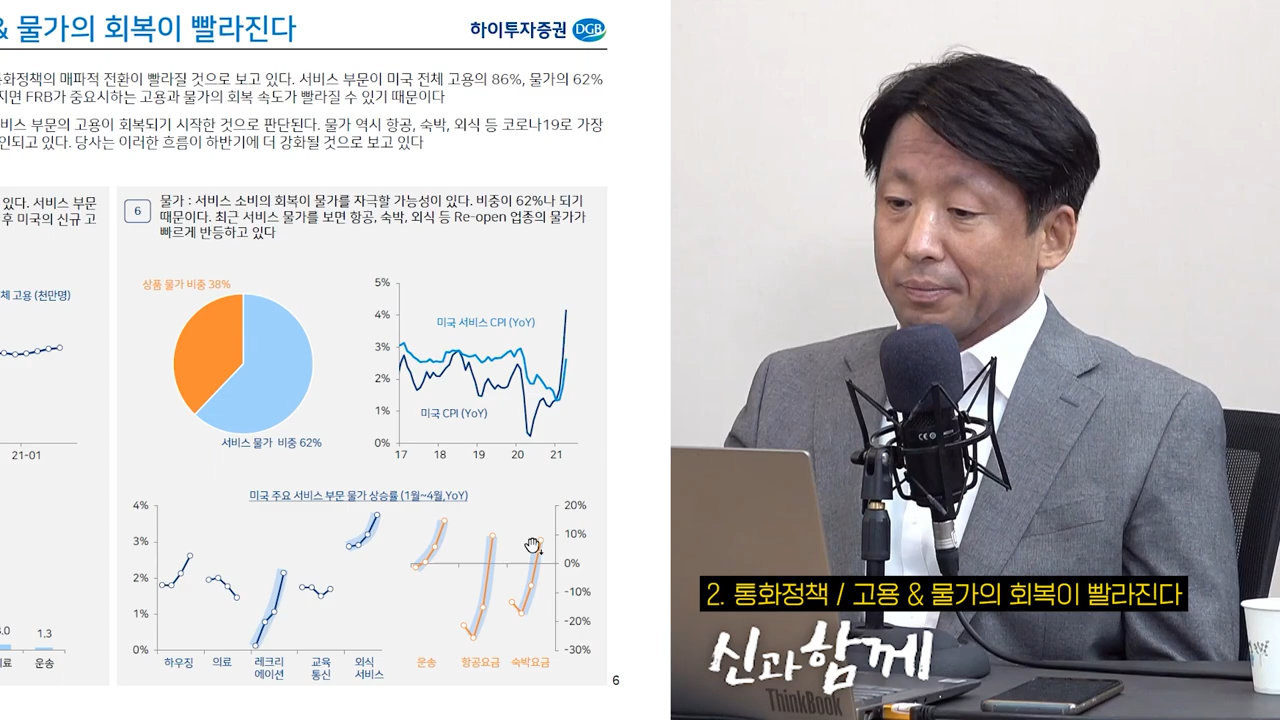 & 물가의 회복이 빨라진다
하이투자증권 DGB
통화정책의 매파적 전환이 빨라질 것으로 보고 있다. 서비스 부문이 미국 전체 고용의 86%, 물가의 62%
지면 FRB가 중요시하는 고용과 물가의 회복 속도가 빨라질 수 있기 때문이다
비스 부문의 고용이 회복되기 시작한 것으로 판단된다. 물가 역시 항공, 숙박, 외식 등 코로나19로 가장
인되고 있다. 당사는 이러한 흐름이 하반기에 더 강화될 것으로 보고 있다
있다. 서비스 부문
후 미국의 신규 고
6
물가 : 서비스 소비의 회복이 물가를 자극할 가능성이 있다. 비중이 62%나 되기
때문이다. 최근 서비스 물가를 보면 항공, 숙박, 외식 등 Re-open 업종의 물가가
빠르게 반등하고 있다
체 고용 (천만명)
21-01
상품 물가 비중 38%
서비스 물가 비중 62%
5%
4%
3%
2%
1%
0%
미국 서비스 CPI (YoY)
미국 CPI (YoY)
17 18 19 20 21
미국 주요 서비스 부문 물가 상승률 (1월~4월,YoY)
4%
3%
2%
1%
0%
20%
10%
0%
-10%
-20%
-30%
하우징 의료 레크리에이션 교육 통신 외식 서비스 운송 항공요금 숙박요금
1.3
의료 운송
6
2. 통화정책 / 고용 & 물가의 회복이 빨라진다
신과함께
ThinkBook
CE